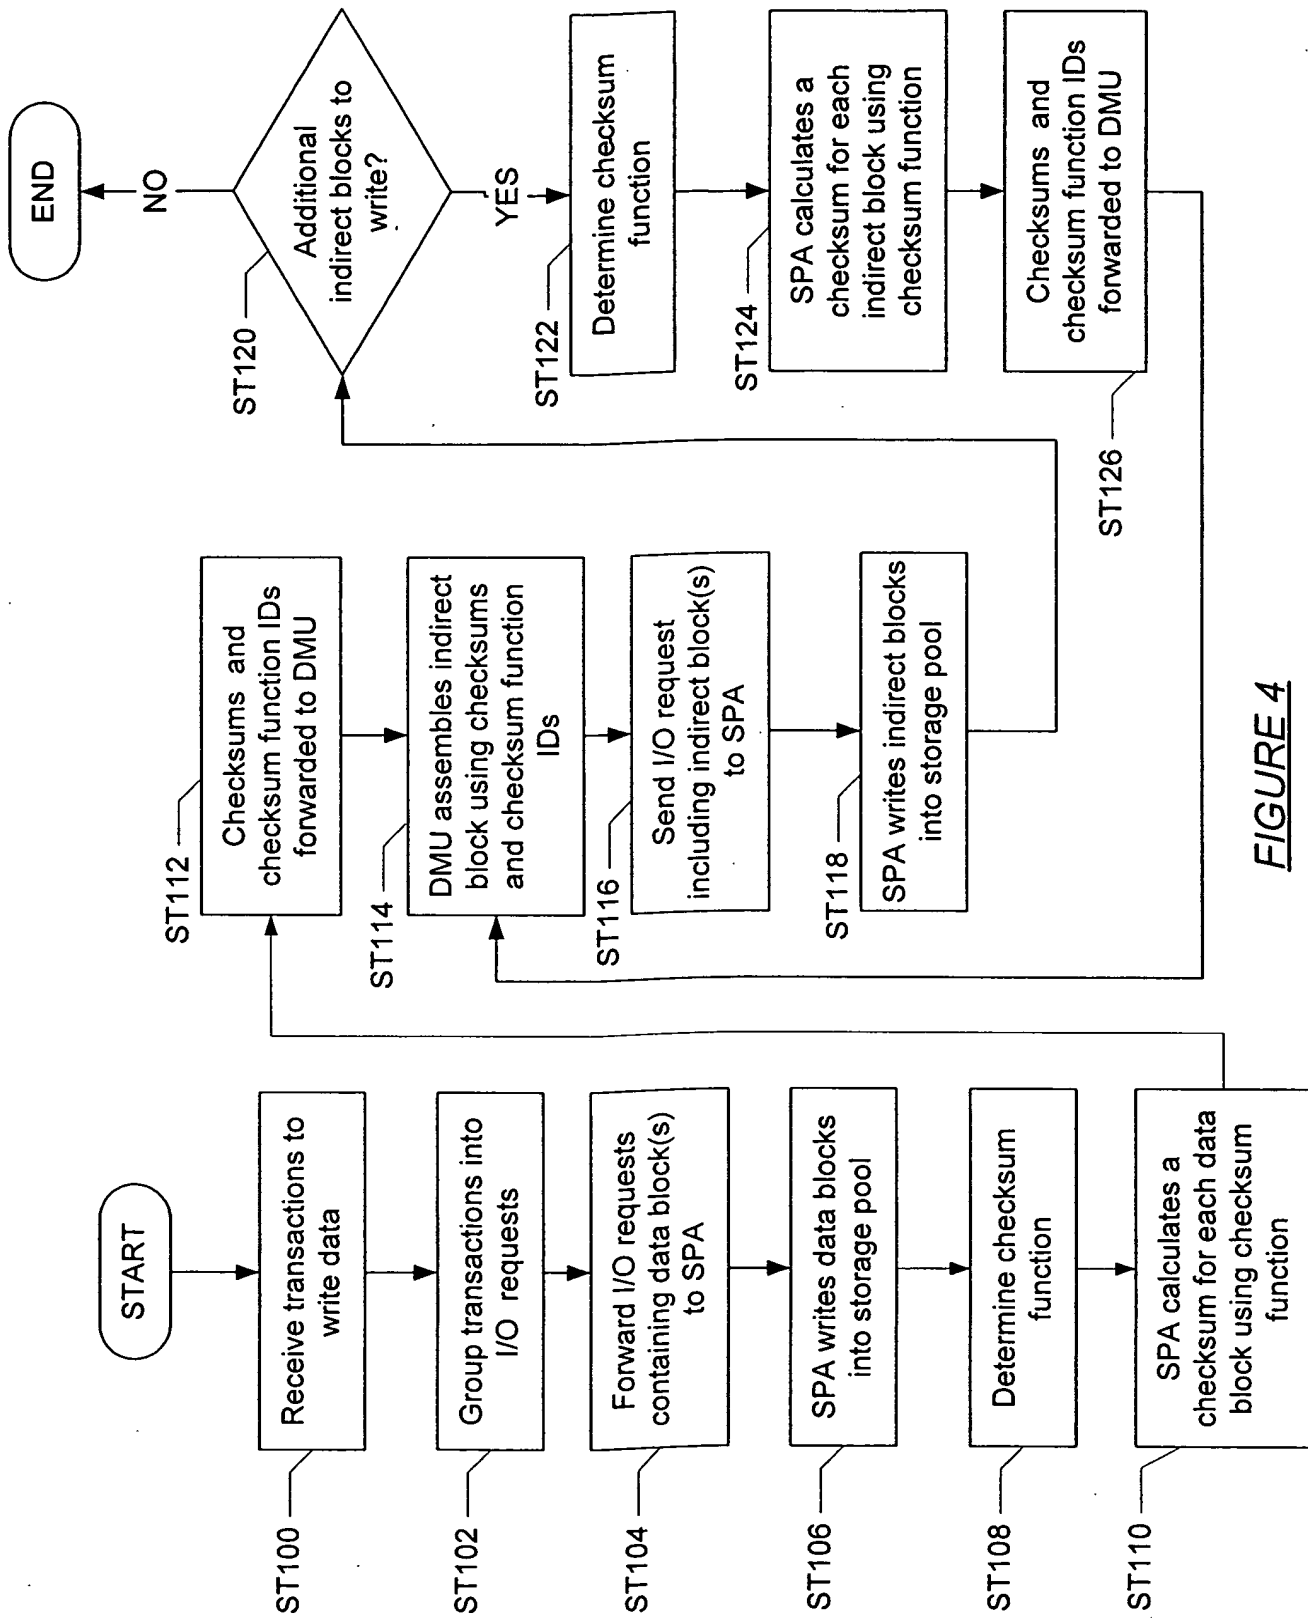 START
ST100
Receive transactions to
write data
ST102
Group transactions into
I/O requests
ST104
Forward I/O requests
containing data block(s)
to SPA
ST106
SPA writes data blocks
into storage pool
ST108
Determine checksum
function
ST110
SPA calculates a
checksum for each data
block using checksum
function
ST112
Checksums and
checksum function IDs
forwarded to DMU
ST114
DMU assembles indirect
block using checksums
and checksum function
IDs
ST116
Send I/O request
including indirect block(s)
to SPA
ST118
SPA writes indirect blocks
into storage pool
END
NO
ST120
Additional
indirect blocks to
write?
YES
ST122
Determine checksum
function
ST124
SPA calculates a
checksum for each
indirect block using
checksum function
ST126
Checksums and
checksum function IDs
forwarded to DMU
FIGURE 4